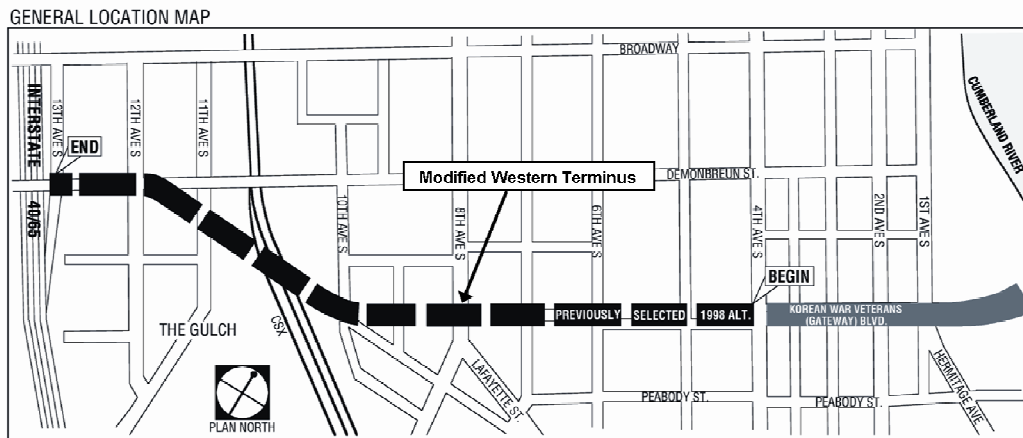 GENERAL LOCATION MAP
BROADWAY
INTERSTATE
40/65
13TH AVE S
12TH AVE S
11TH AVE S
CUMBERLAND RIVER
END
Modified Western Terminus
DEMONBREUN ST.
10TH AVE S
8TH AVE S
6TH AVE S
4TH AVE S
2ND AVE S
1ST AVE S
BEGIN
PREVIOUSLY SELECTED 1998 ALT.
KOREAN WAR VETERANS
(GATEWAY) BLVD.
THE GULCH
CSX
LAFAYETTE ST.
HERMITAGE AVE
PEABODY ST.
PEABODY ST.
PLAN NORTH